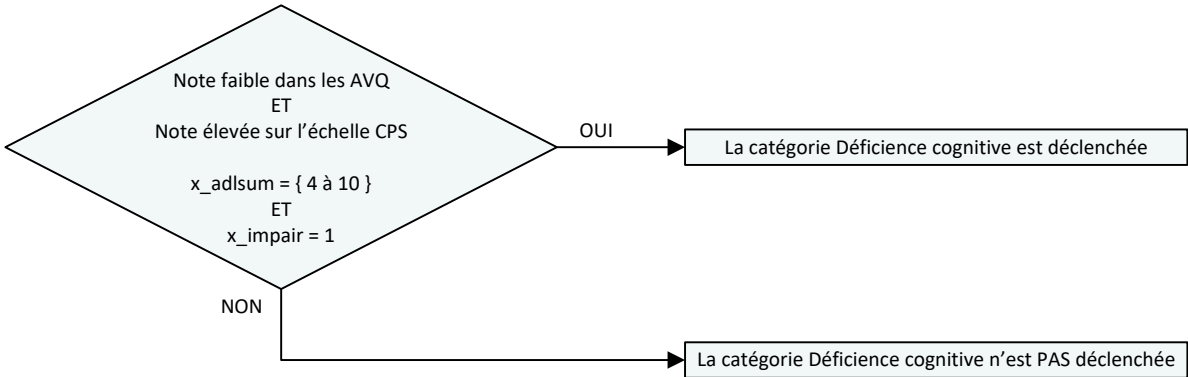 Note faible dans les AVQ
ET
Note élevée sur l'échelle CPS
x_adlsum = { 4 à 10 }
ET
x_impair = 1
OUI
La catégorie Déficience cognitive est déclenchée
NON
La catégorie Déficience cognitive n'est PAS déclenchée